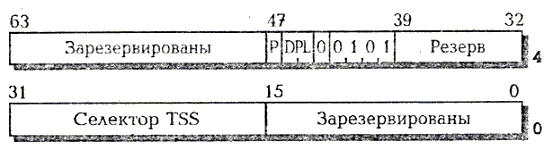 63 47 39 32
Зарезервированы P DPL 0 0 1 0 1 Резерв 4
31 15 0
Селектор TSS Зарезервированы 0